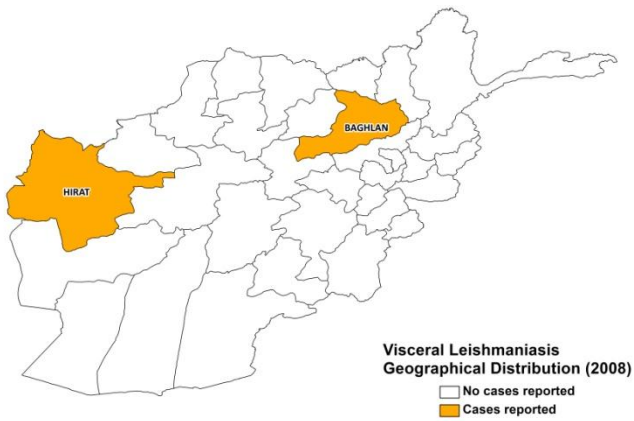 BAGHLAN
HIRAT
Visceral Leishmaniasis
Geographical Distribution (2008)
No cases reported
Cases reported